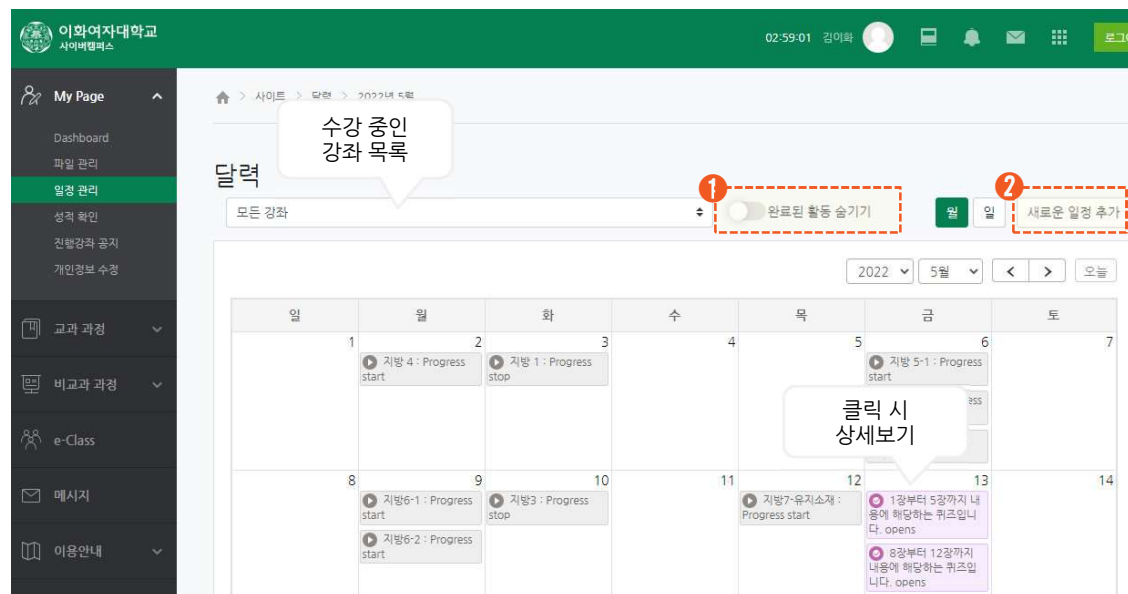 이화여자대학교
사이버캠퍼스
02:59:01 김이화
My Page
Dashboard
파일 관리
일정 관리
성적 확인
진행강좌 공지
개인정보 수정
교과 과정
비교과 과정
e-Class
메시지
이용안내
사이트 > 달력 > 2022년 5월
수강 중인
강좌 목록
달력
모든 강좌
1
완료된 활동 숨기기
월 일
2
새로운 일정 추가
2022 5월 < > 오늘
일 월 화 수 목 금 토
1 2 3 4 5 6 7
지방 4 : Progress
start
지방 1 : Progress
stop
지방 5-1 : Progress
start
클릭 시
상세보기
8 9 10 11 12 13 14
지방6-1 : Progress
start
지방6-2 : Progress
start
지방3 : Progress
stop
지방7-유지소재 :
Progress start
1장부터 5장까지 내
용에 해당하는 퀴즈입니
다. opens
8장부터 12장까지
내용에 해당하는 퀴즈입
니다. opens